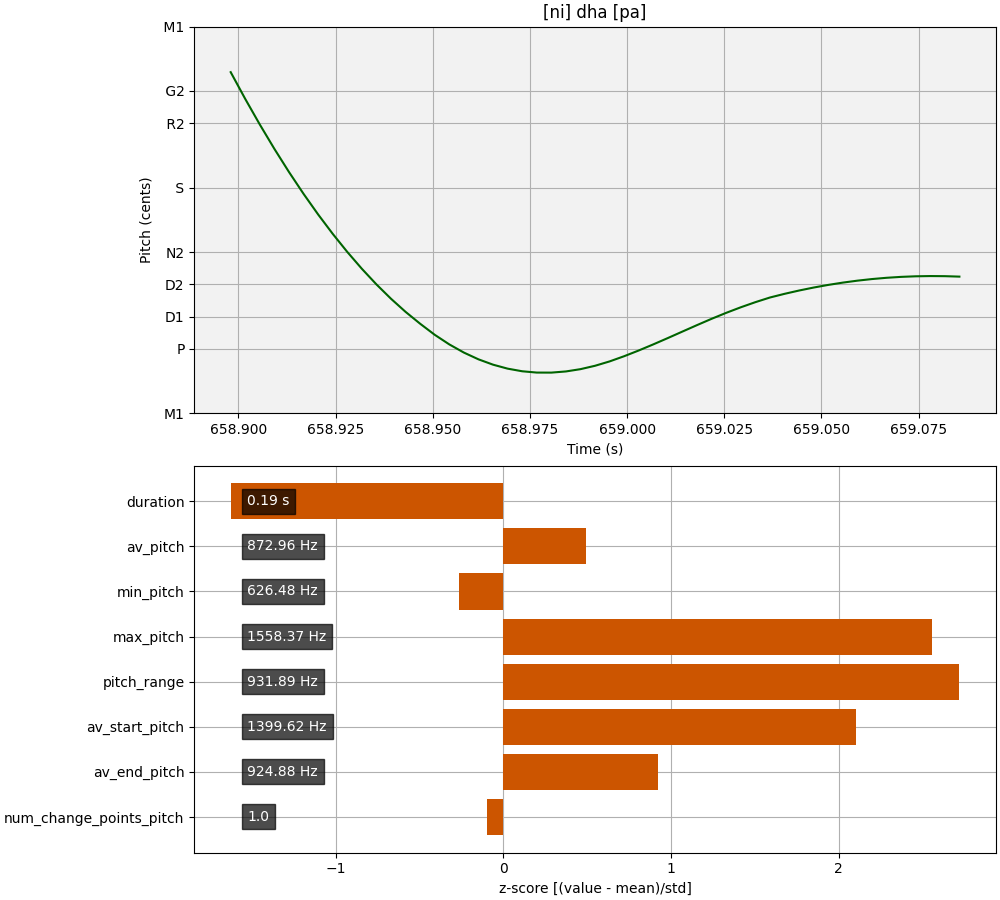 [ni] dha [pa]
M1
G2
R2
S
N2
D2
D1
P
M1
Pitch (cents)
658.900 658.925 658.950 658.975 659.000 659.025 659.050 659.075
Time (s)
duration 0.19 s
av_pitch 872.96 Hz
min_pitch 626.48 Hz
max_pitch 1558.37 Hz
pitch_range 931.89 Hz
av_start_pitch 1399.62 Hz
av_end_pitch 924.88 Hz
num_change_points_pitch 1.0
−1 0 1 2
z-score [(value - mean)/std]